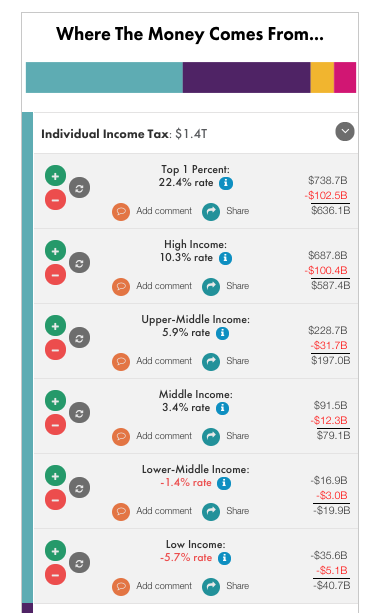 Where The Money Comes From...
Individual Income Tax: $1.4T
Top 1 Percent:
22.4% rate
$738.7B
-$102.5B
$636.1B
Add comment Share
High Income:
10.3% rate
$687.8B
-$100.4B
$587.4B
Add comment Share
Upper-Middle Income:
5.9% rate
$228.7B
-$31.7B
$197.0B
Add comment Share
Middle Income:
3.4% rate
$91.5B
-$12.3B
$79.1B
Add comment Share
Lower-Middle Income:
-1.4% rate
-$16.9B
-$3.0B
-$19.9B
Add comment Share
Low Income:
-5.7% rate
-$35.6B
-$5.1B
-$40.7B
Add comment Share